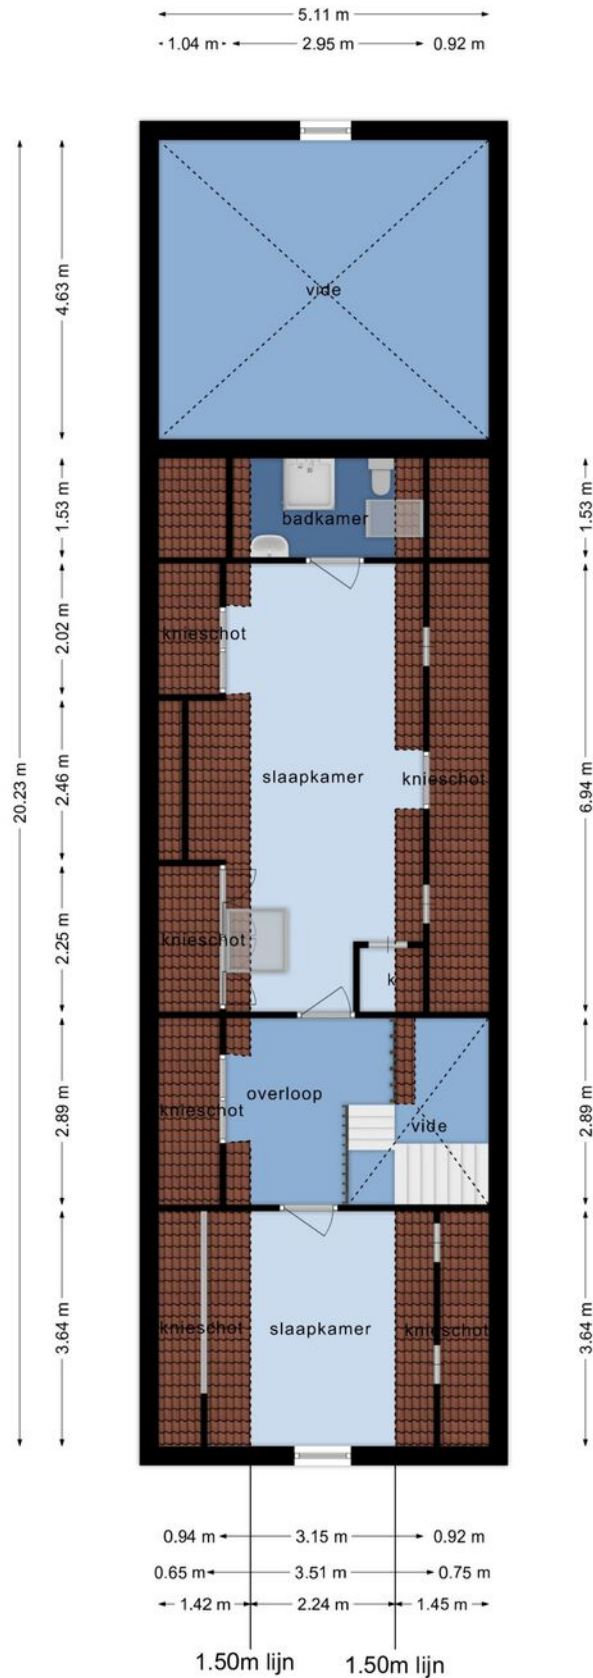 5.11 m
1.04 m 2.95 m 0.92 m
4.63 m
vide
1.53 m
1.53 m
badkamer
2.02 m
knieschot
20.23 m
2.46 m
slaapkamer
knieschot
6.94 m
2.25 m
knieschot
k
2.89 m
overloop
knieschot
vide
2.89 m
3.64 m
knieschot
slaapkamer
knieschot
3.64 m
0.94 m 3.15 m 0.92 m
0.65 m 3.51 m 0.75 m
1.42 m 2.24 m 1.45 m
1.50m lijn 1.50m lijn